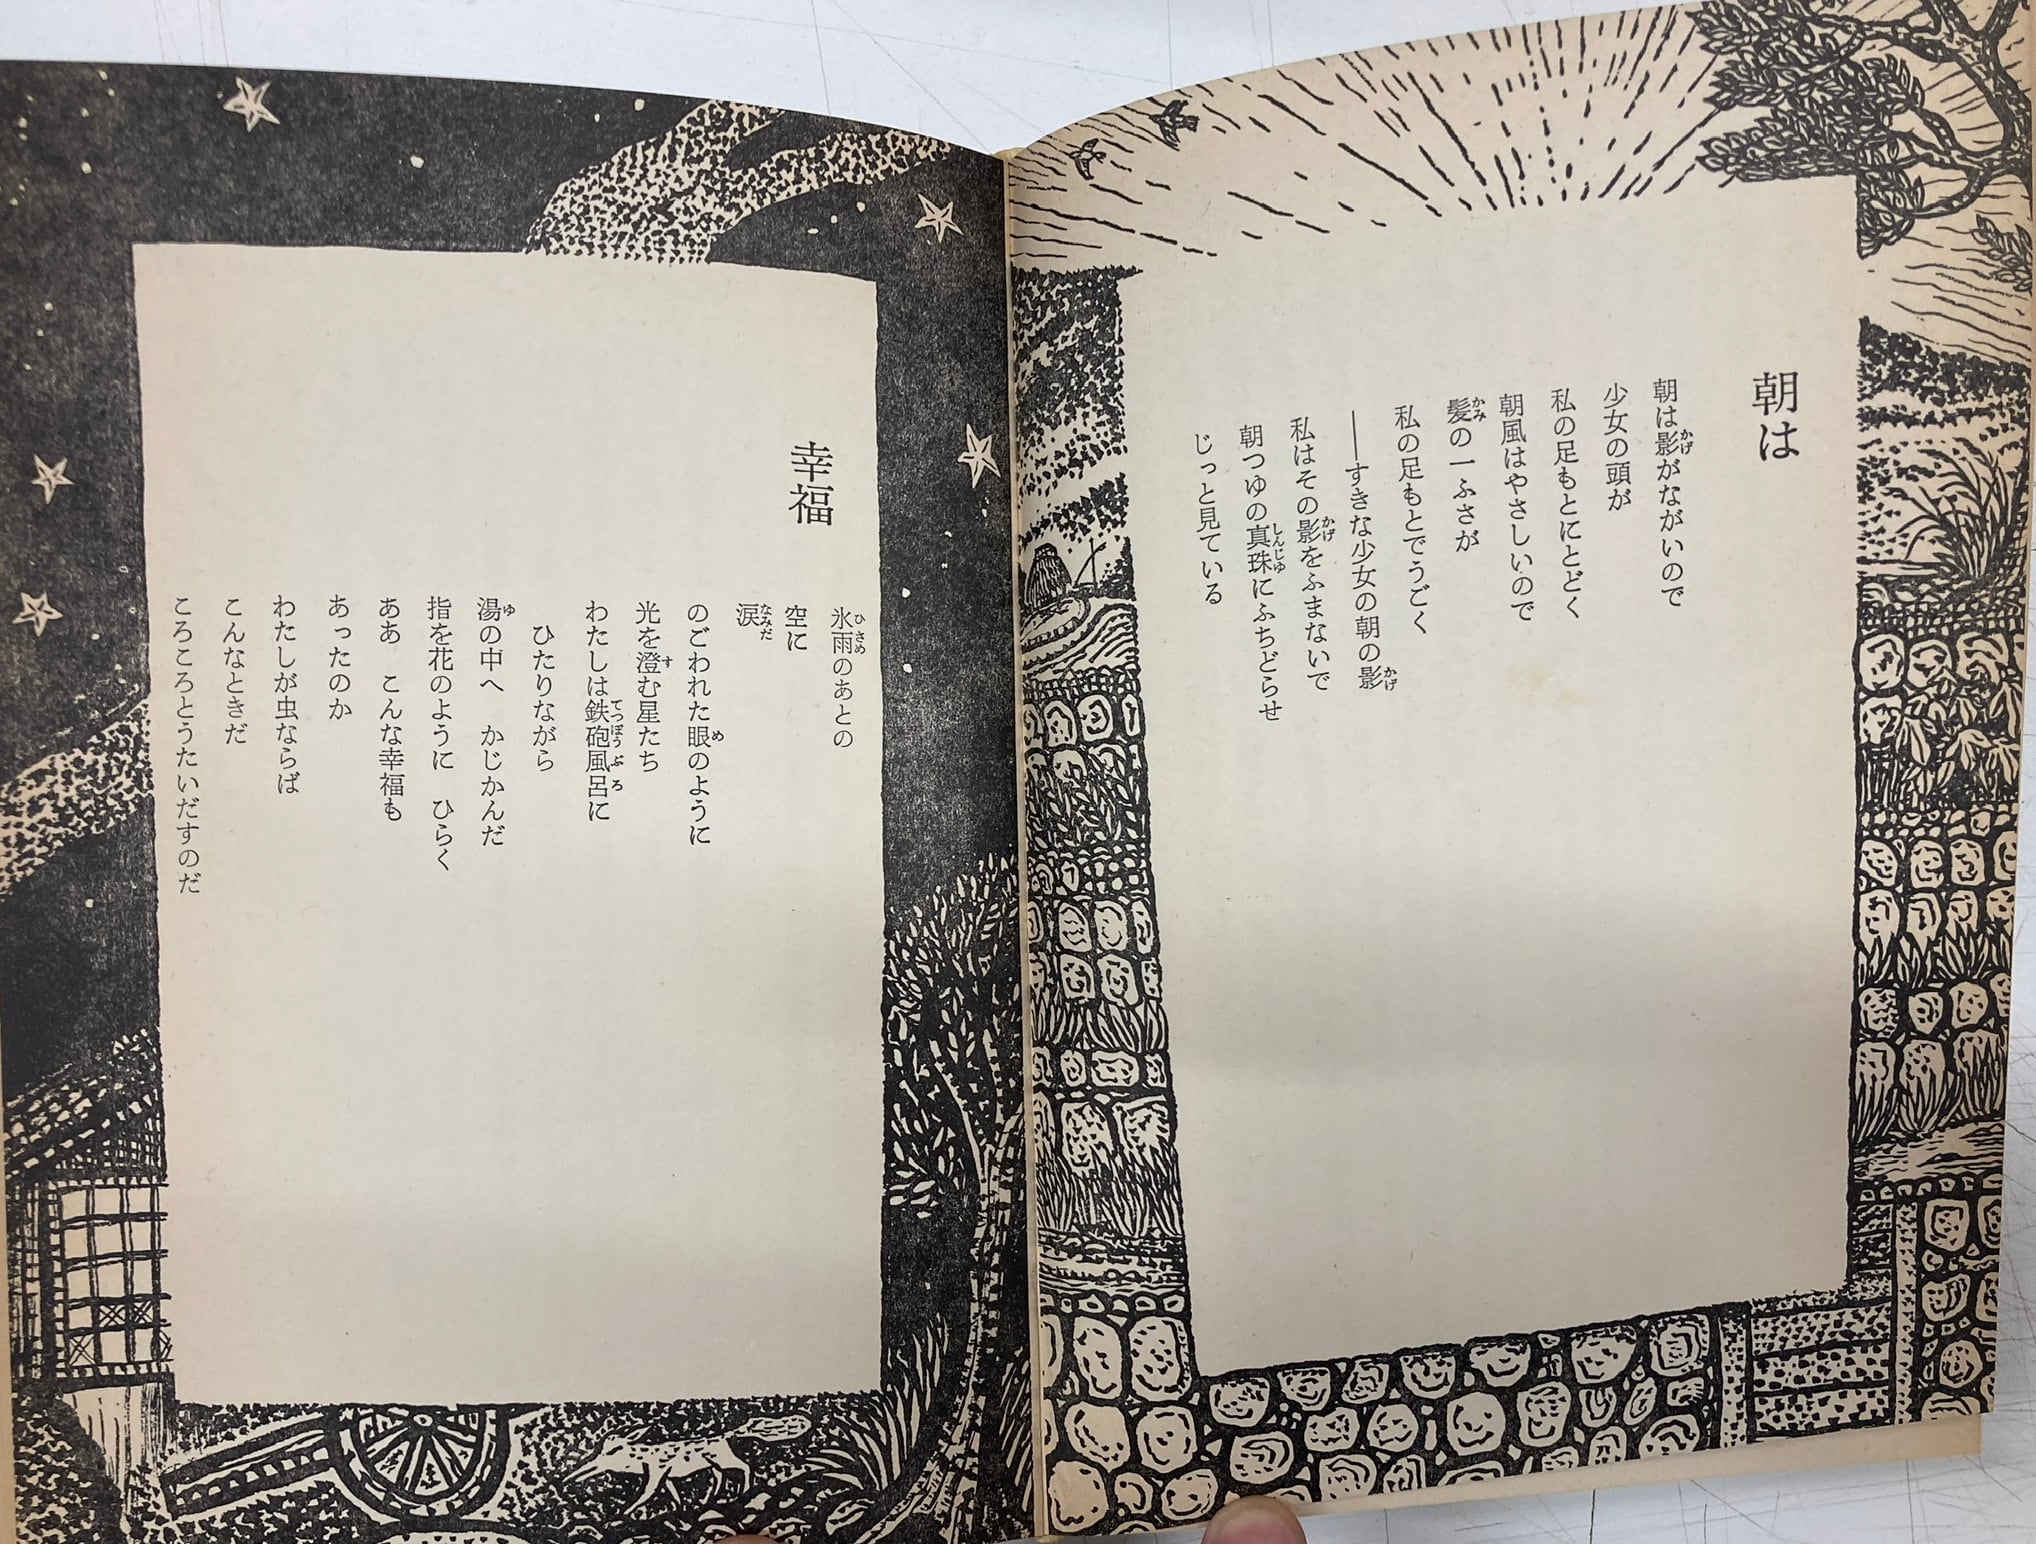 朝は
朝は影がながいので
少女の頭が
私の足もとにとどく
朝風はやさしいので
髪の一ふさが
私の足もとでうごく
――すきな少女の朝の影
私はその影をふまないで
朝つゆの真珠にふちどらせ
じっと見ている
幸福
氷雨のあとの
空に
涙
のごわれた眼のように
光を澄む星たち
わたしは鉄砲風呂に
ひたりながら
湯の中へ　かじかんだ
指を花のように　ひらく
ああ　こんな幸福も
あったのか
わたしが虫ならば
こんなときだ
ころころとうたいだすのだ